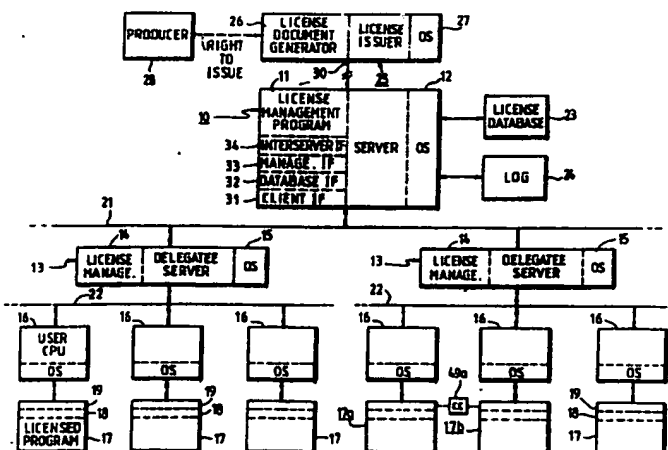 26 LICENSE DOCUMENT GENERATOR LICENSE ISSUER OS 27
PRODUCER
28
RIGHT TO ISSUE
30 25
11 12
10
LICENSE MANAGEMENT PROGRAM
SERVER
OS
LICENSE DATABASE 23
34 INTERSERVER IF
33 MANAGE. IF
32 DATABASE IF
31 CLIENT IF
LOG 24
21
14 15 14 15
13 LICENSE MANAGE. DELEGATEE SERVER OS 13 LICENSE MANAGE. DELEGATEE SERVER OS
22 22
16 16 16 16 16 16
USER CPU
OS OS OS OS OS OS
19 19 49a 19
18 18 17a CC 18
LICENSED PROGRAM 17 17 17 17b 17